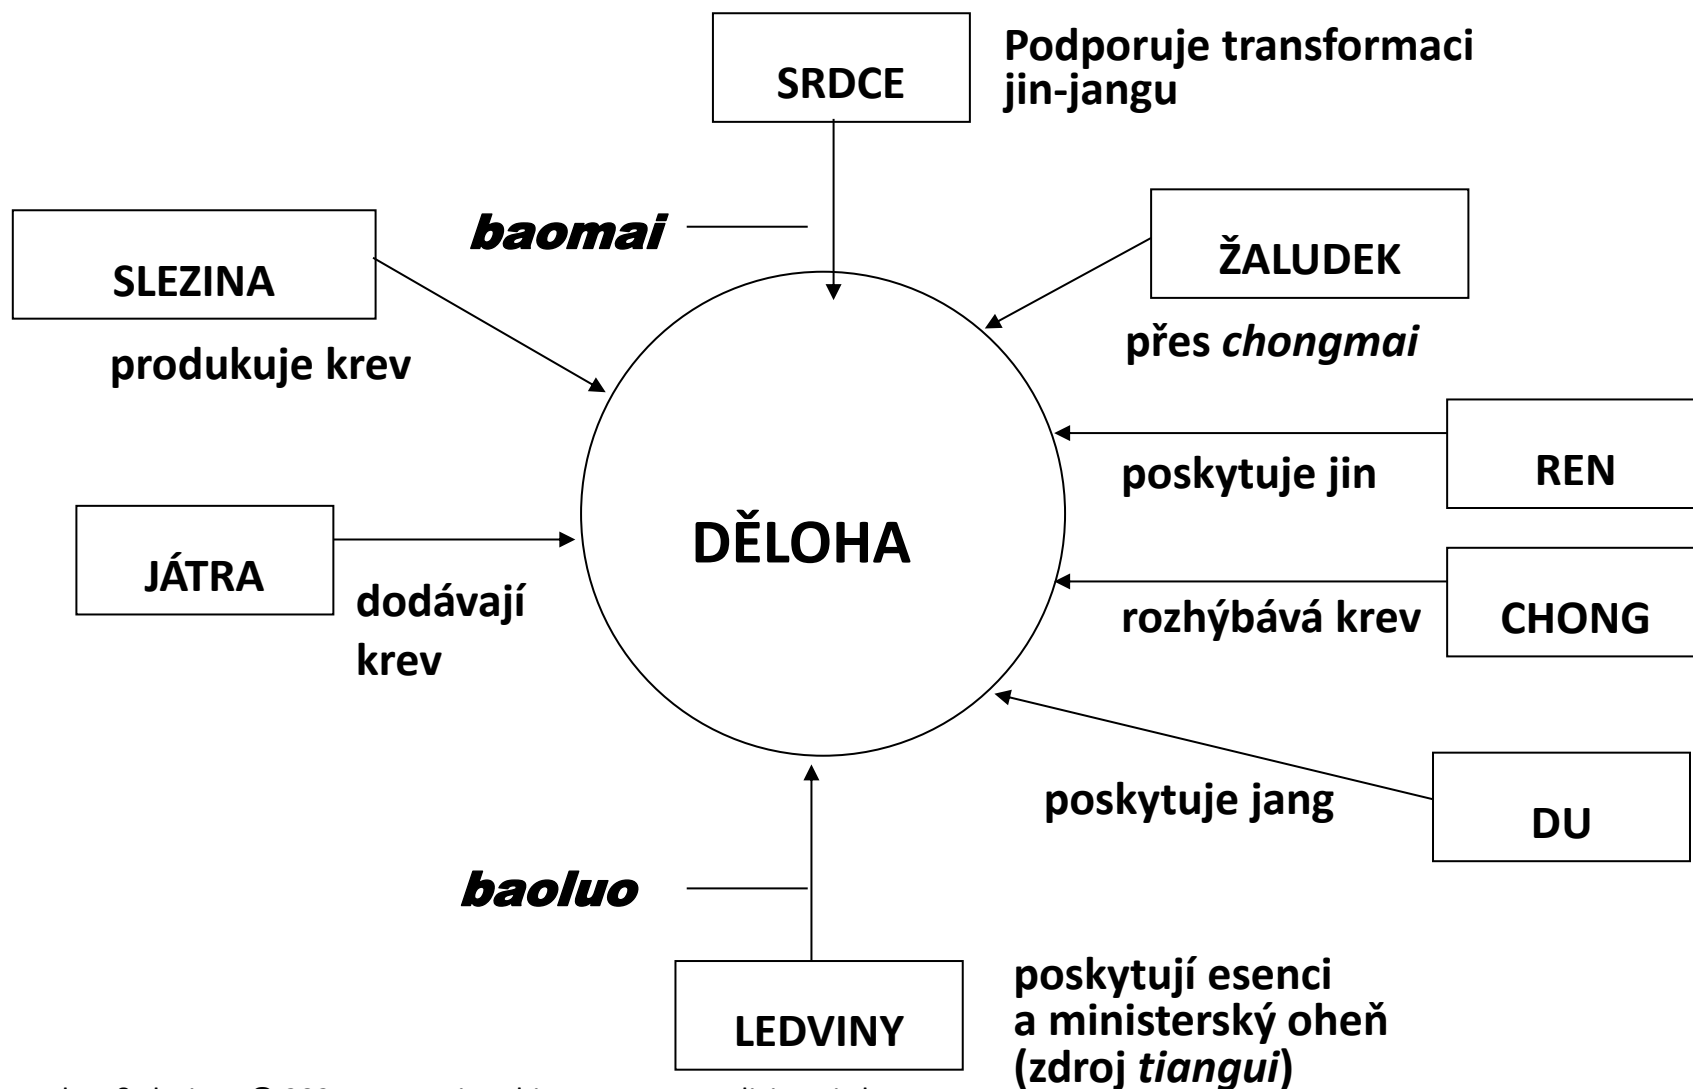 SRDCE
Podporuje transformaci
jin-jangu
baomai
SLEZINA
produkuje krev
ŽALUDEK
přes chongmai
REN
poskytuje jin
DĚLOHA
JÁTRA
dodávají
krev
CHONG
rozhýbává krev
DU
poskytuje jang
baoluo
LEDVINY
poskytují esenci
a ministerský oheň
(zdroj tiangui)